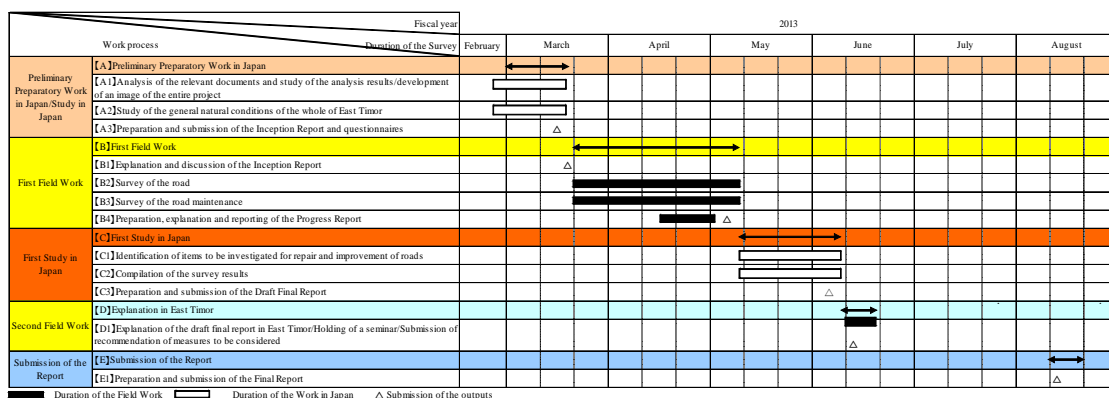 Fiscal year
2013
Work process
Duration of the Survey
February
March
April
May
June
July
August
Preliminary
Preparatory Work
in Japan/Study in
Japan
【A】Preliminary Preparatory Work in Japan
【A1】Analysis of the relevant documents and study of the analysis results/development
of an image of the entire project
【A2】Study of the general natural conditions of the whole of East Timor
【A3】Preparation and submission of the Inception Report and questionnaires
First Field Work
【B】First Field Work
【B1】Explanation and discussion of the Inception Report
【B2】Survey of the road
【B3】Survey of the road maintenance
【B4】Preparation, explanation and reporting of the Progress Report
First Study in
Japan
【C】First Study in Japan
【C1】Identification of items to be investigated for repair and improvement of roads
【C2】Compilation of the survey results
【C3】Preparation and submission of the Draft Final Report
Second Field Work
【D】Explanation in East Timor
【D1】Explanation of the draft final report in East Timor/Holding of a seminar/Submission of
recommendation of measures to be considered
Submission of the
Report
【E】Submission of the Report
【E1】Preparation and submission of the Final Report
Duration of the Field Work
Duration of the Work in Japan
△ Submission of the outputs